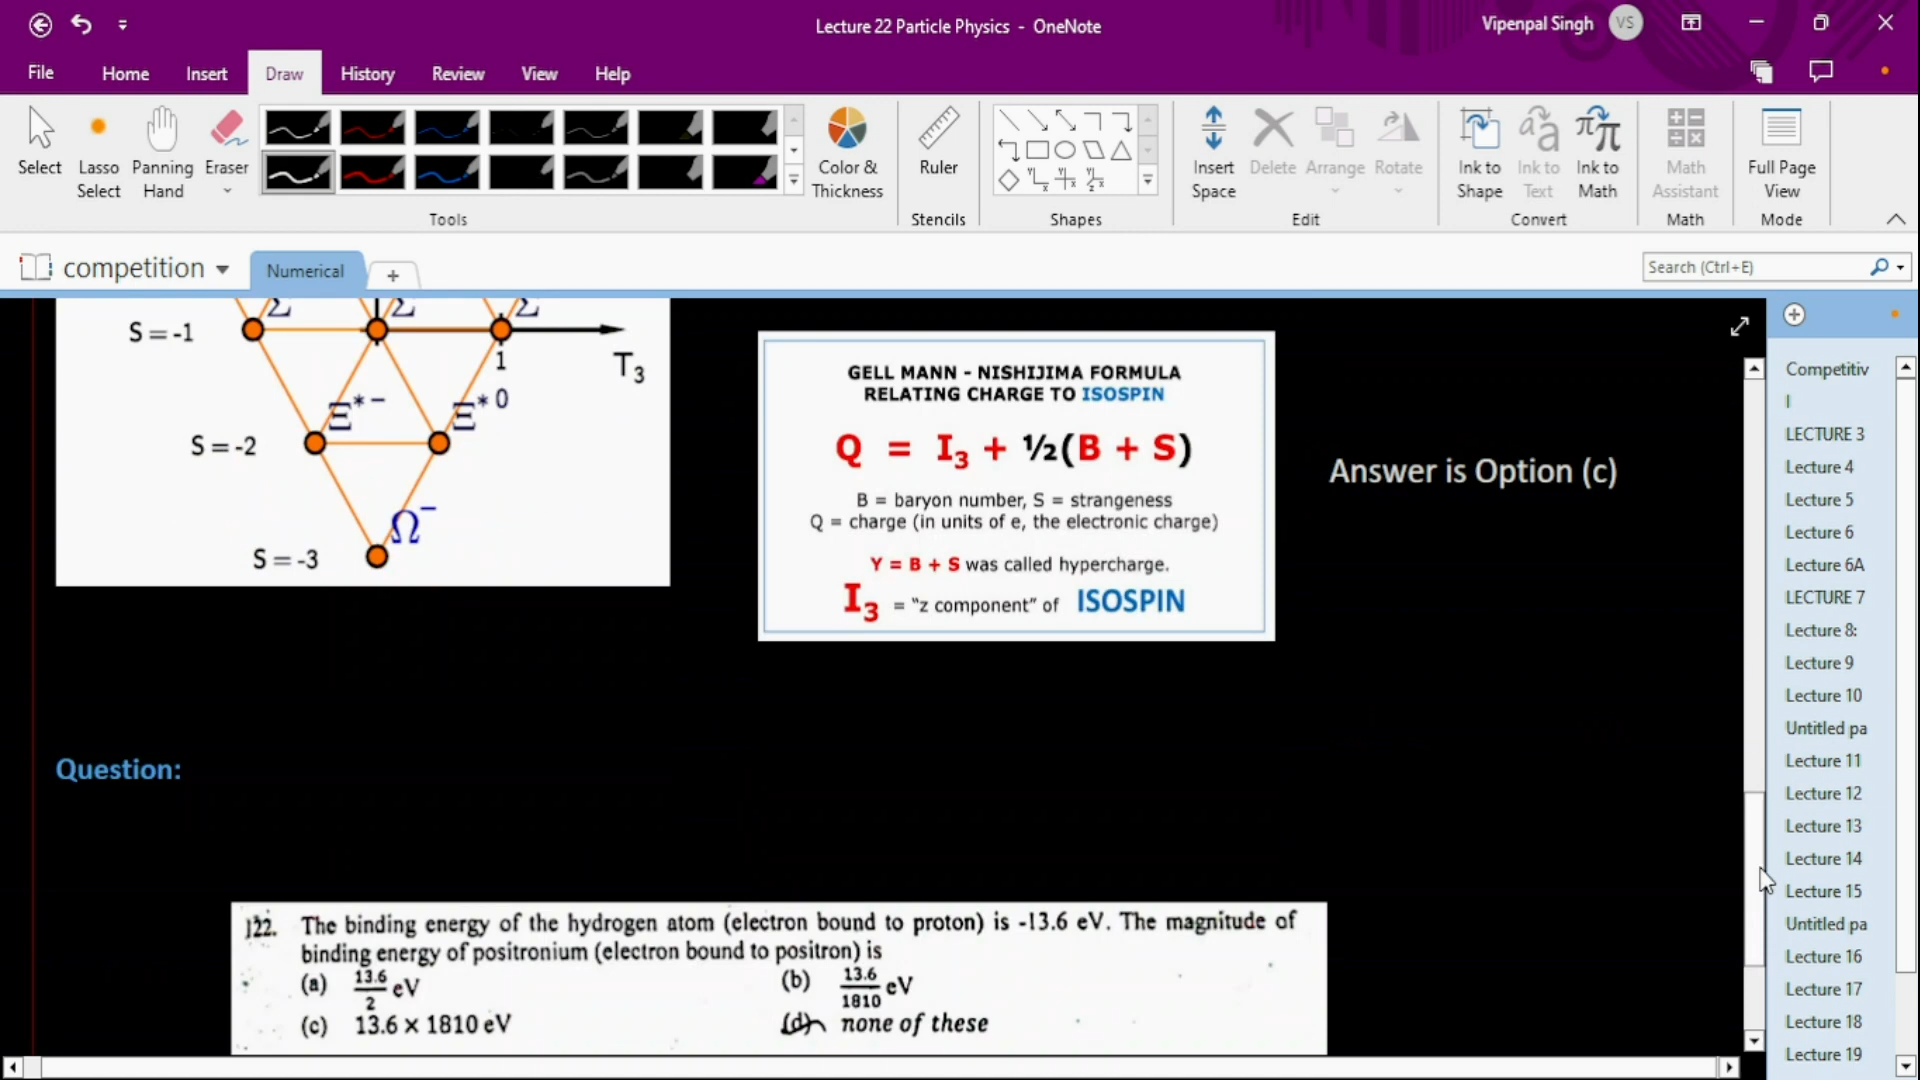 Lecture 22 Particle Physics - OneNote
Vipenpal Singh
VS
File
Home
Insert
Draw
History
Review
View
Help
Select
Lasso Select
Panning Hand
Eraser
Color & Thickness
Ruler
Insert Space
Delete
Arrange
Rotate
Ink to Shape
Ink to Text
Ink to Math
Math Assistant
Full Page View
Tools
Stencils
Shapes
Edit
Convert
Math
Mode
competition
Numerical
Search (Ctrl+E)
Σ Σ Σ
S = -1
1
T₃
Ξ*⁻ Ξ*⁰
S = -2
Ω⁻
S = -3
GELL MANN - NISHIJIMA FORMULA
RELATING CHARGE TO ISOSPIN
Q = I₃ + ½(B + S)
B = baryon number, S = strangeness
Q = charge (in units of e, the electronic charge)
Y = B + S was called hypercharge.
I₃ = “z component” of ISOSPIN
Answer is Option (c)
Question:
122. The binding energy of the hydrogen atom (electron bound to proton) is -13.6 eV. The magnitude of
binding energy of positronium (electron bound to positron) is
(a) 13.6/2 eV (b) 13.6/1810 eV
(c) 13.6 × 1810 eV (d) none of these
Competitiv
I
LECTURE 3
Lecture 4
Lecture 5
Lecture 6
Lecture 6A
LECTURE 7
Lecture 8:
Lecture 9
Lecture 10
Untitled pa
Lecture 11
Lecture 12
Lecture 13
Lecture 14
Lecture 15
Untitled pa
Lecture 16
Lecture 17
Lecture 18
Lecture 19